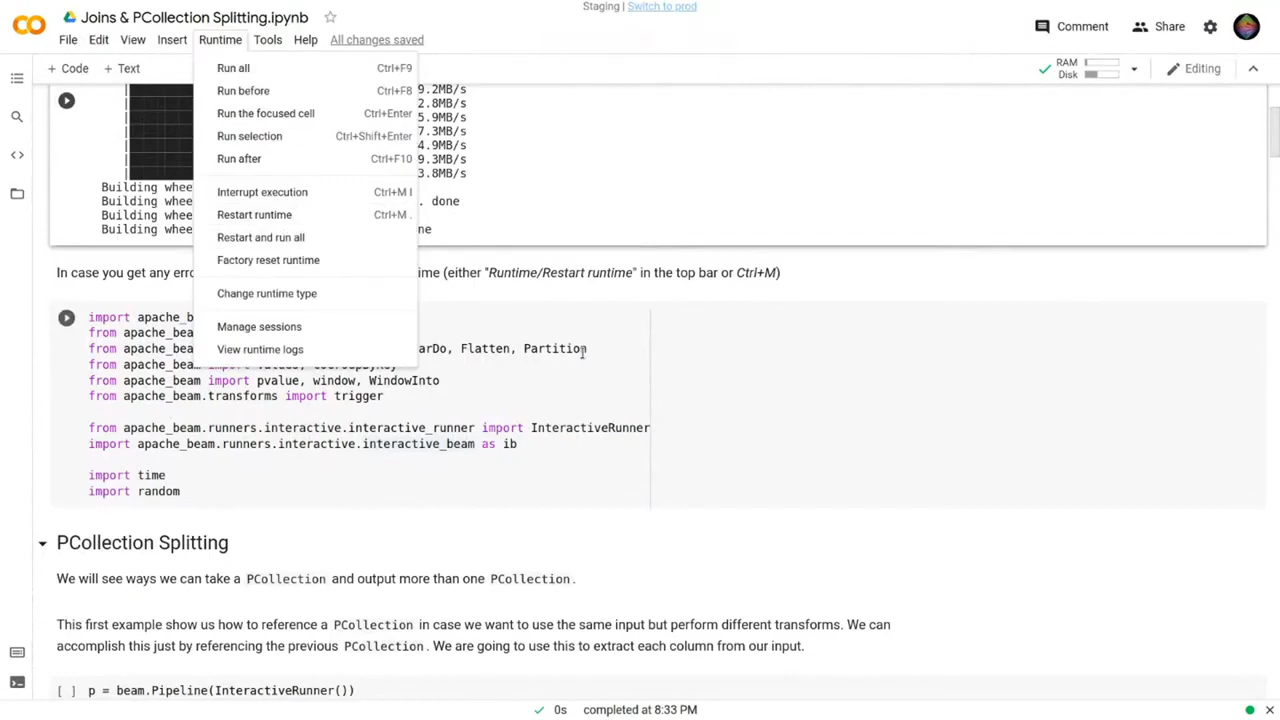 Staging | Switch to prod
Joins & PCollection Splitting.ipynb
Comment
Share
File Edit View Insert Runtime Tools Help All changes saved
+ Code + Text
RAM
Disk
Editing
Run all Ctrl+F9
Run before Ctrl+F8
Run the focused cell Ctrl+Enter
Run selection Ctrl+Shift+Enter
Run after Ctrl+F10
Interrupt execution Ctrl+M I
Restart runtime Ctrl+M .
Restart and run all
Factory reset runtime
Change runtime type
Manage sessions
View runtime logs
9.2MB/s
2.8MB/s
5.9MB/s
7.3MB/s
4.9MB/s
9.3MB/s
3.8MB/s
Building whee
Building whee . done
Building whee
Building whee ne
In case you get any erro me (either "Runtime/Restart runtime" in the top bar or Ctrl+M)
import apache_b
from apache_bea
from apache_bea arDo, Flatten, Partition
from apache_bea
from apache_beam import pvalue, window, WindowInto
from apache_beam.transforms import trigger
from apache_beam.runners.interactive.interactive_runner import InteractiveRunner
import apache_beam.runners.interactive.interactive_beam as ib
import time
import random
PCollection Splitting
We will see ways we can take a PCollection and output more than one PCollection.
This first example show us how to reference a PCollection in case we want to use the same input but perform different transforms. We can
accomplish this just by referencing the previous PCollection. We are going to use this to extract each column from our input.
[ ] p = beam.Pipeline(InteractiveRunner())
0s completed at 8:33 PM